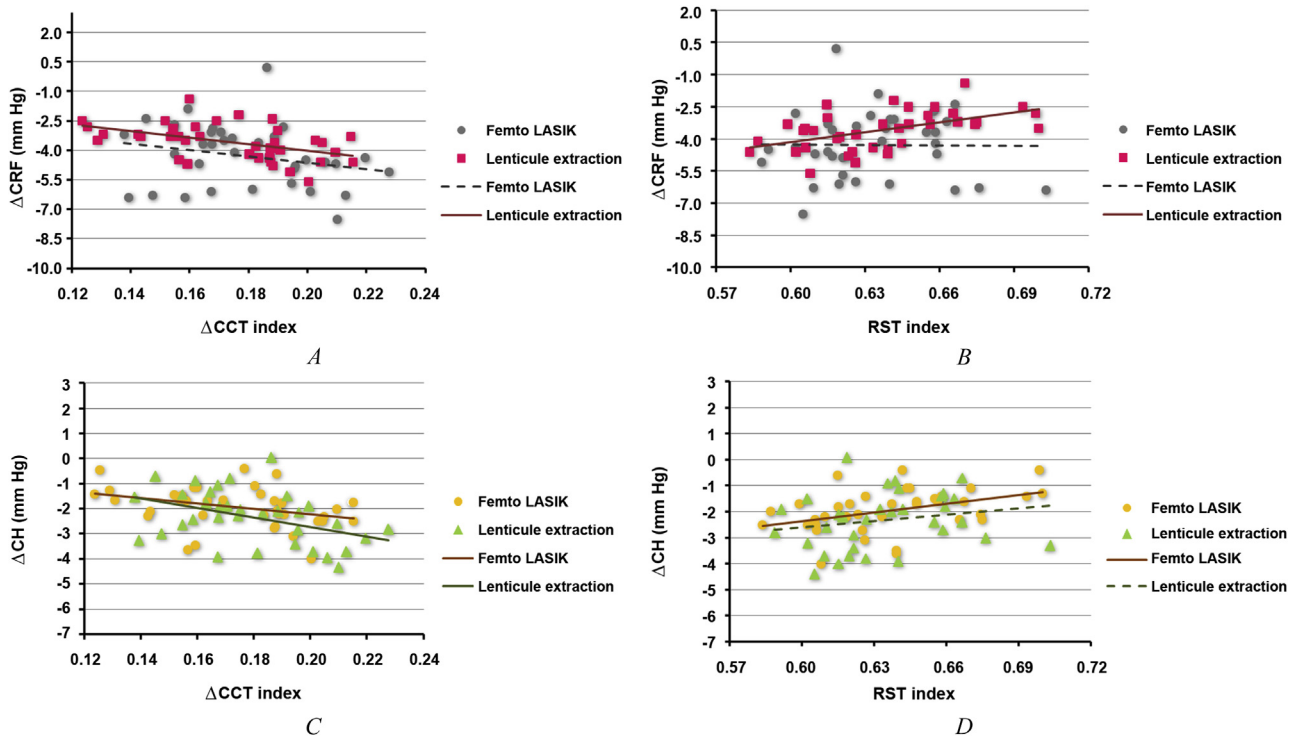 2.0
0.5
-1.0
-2.5
-4.0
-5.5
-7.0
-8.5
-10.0
ΔCRF (mm Hg)
0.12 0.14 0.16 0.18 0.20 0.22 0.24
ΔCCT index
Femto LASIK
Lenticule extraction
Femto LASIK
Lenticule extraction
A
2.0
0.5
-1.0
-2.5
-4.0
-5.5
-7.0
-8.5
-10.0
ΔCRF (mm Hg)
0.57 0.60 0.63 0.66 0.69 0.72
RST index
Femto LASIK
Lenticule extraction
Femto LASIK
Lenticule extraction
B
3
2
1
0
-1
-2
-3
-4
-5
-6
-7
ΔCH (mm Hg)
0.12 0.14 0.16 0.18 0.20 0.22 0.24
ΔCCT index
Femto LASIK
Lenticule extraction
Femto LASIK
Lenticule extraction
C
3
2
1
0
-1
-2
-3
-4
-5
-6
-7
ΔCH (mm Hg)
0.57 0.60 0.63 0.66 0.69 0.72
RST index
Femto LASIK
Lenticule extraction
Femto LASIK
Lenticule extraction
D